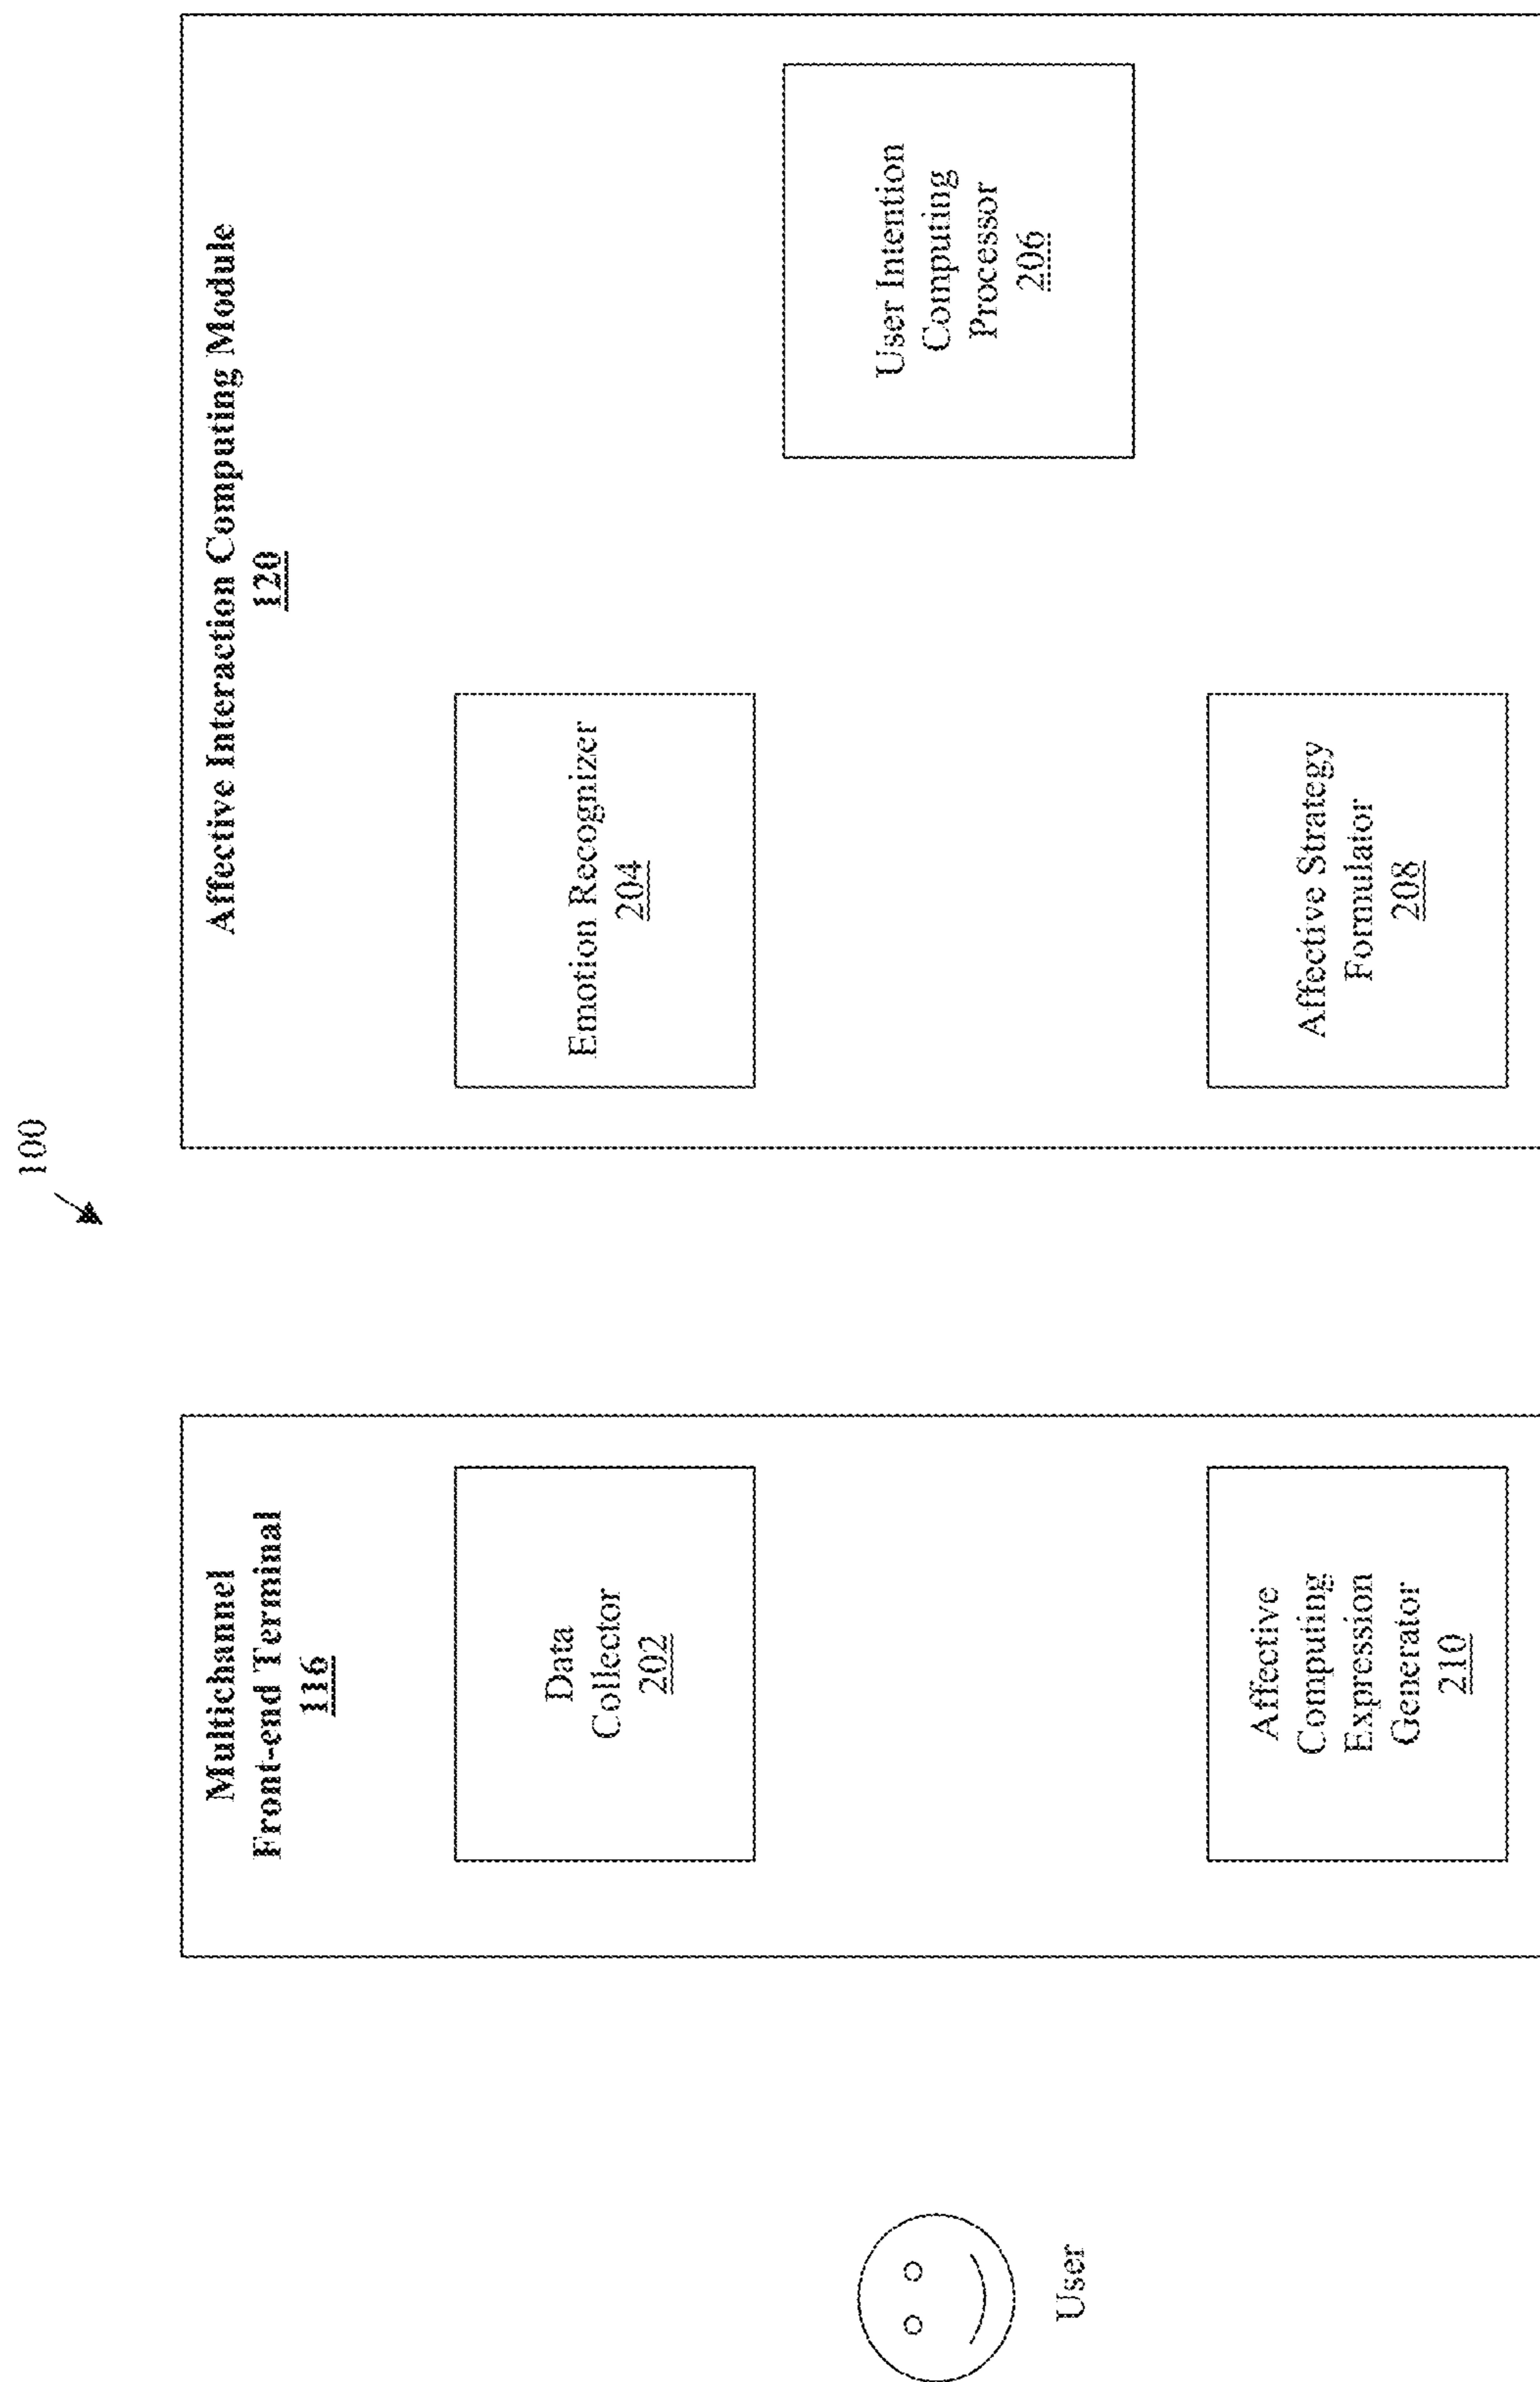 100
Multichannel
Front-end Terminal
116
Data
Collector
202
Affective
Computing
Expression
Generator
210
Affective Interaction Computing Module
120
Emotion Recognizer
204
User Intention
Computing
Processor
206
Affective Strategy
Formulator
208
User